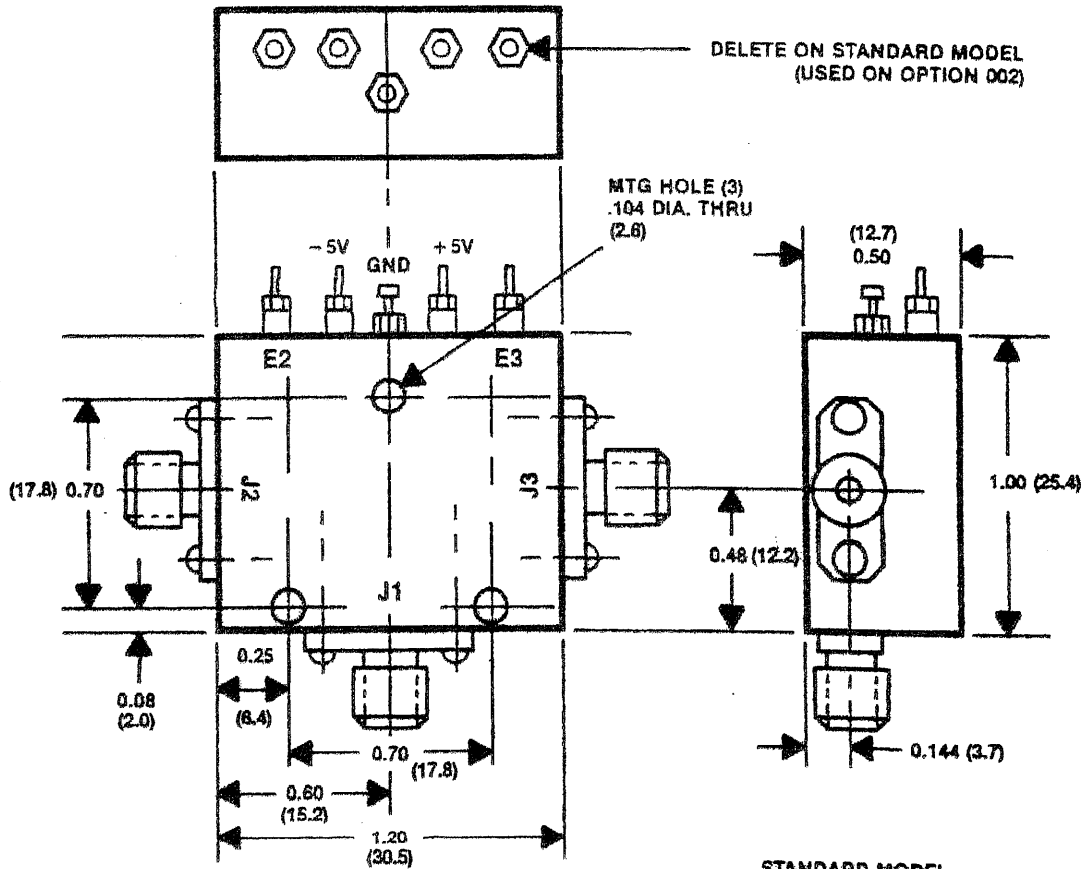 DELETE ON STANDARD MODEL
(USED ON OPTION 002)
MTG HOLE (3)
.104 DIA. THRU
(2.6)
(12.7)
0.50
– 5V
GND
+ 5V
E2
E3
(17.8) 0.70
J2
J3
J1
0.48 (12.2)
1.00 (25.4)
0.08
(2.0)
0.25
(6.4)
0.70
(17.8)
0.144 (3.7)
0.60
(15.2)
1.20
(30.5)
STANDARD MODEL